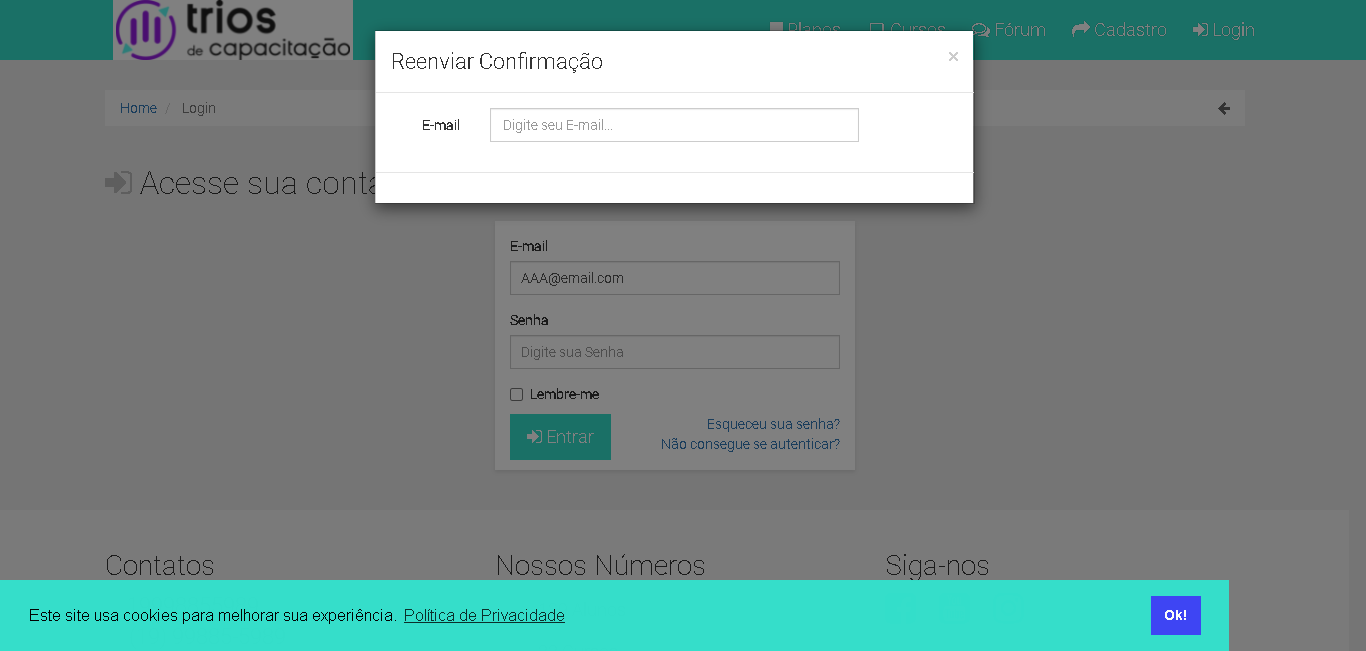 trios
de capacitação
Planos
Cursos
Fórum
Cadastro
Login
Reenviar Confirmação
×
E-mail
Digite seu E-mail...
Home / Login
Acesse sua conta
E-mail
AAA@email.com
Senha
Digite sua Senha
Lembre-me
Entrar
Esqueceu sua senha?
Não consegue se autenticar?
Contatos
Nossos Números
Siga-nos
Este site usa cookies para melhorar sua experiência. Política de Privacidade
Ok!